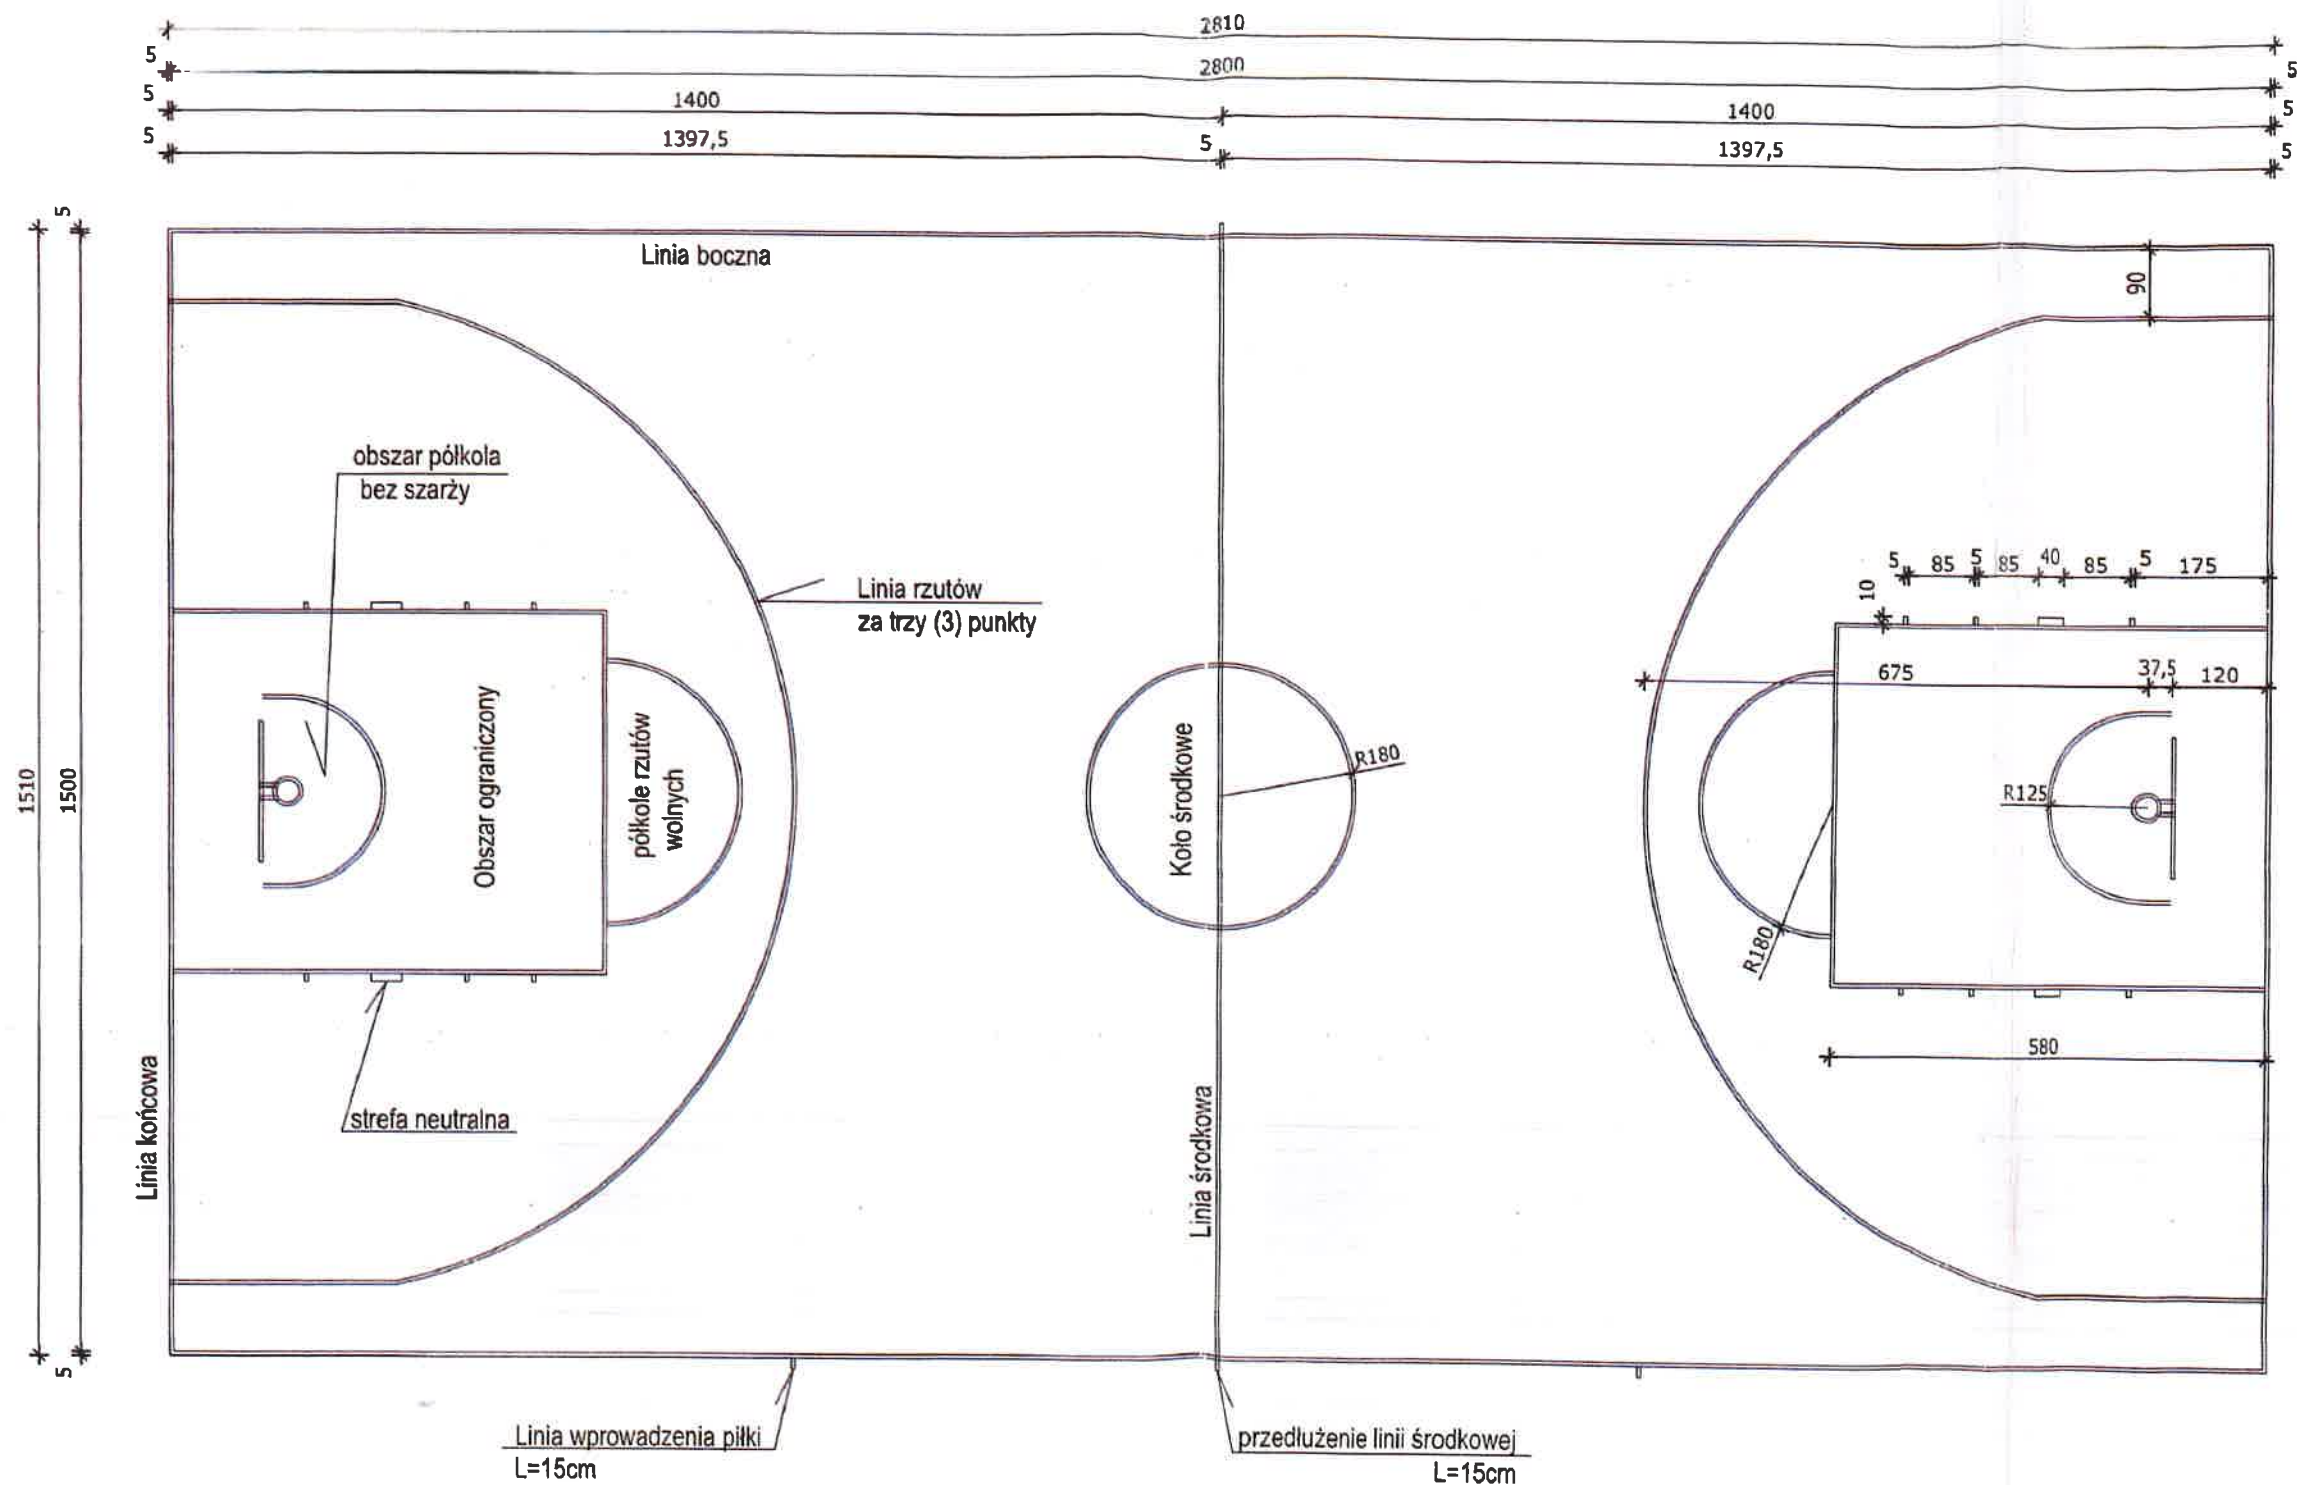 2810
5
2800
5
5
1400
1400
5
5
1397,5
5
1397,5
5
5
Linia boczna
90
obszar półkola
bez szarży
Linia rzutów
za trzy (3) punkty
5
85
5
85
40
85
5
175
10
675
37,5
120
1510
1500
Obszar ograniczony
półkole rzutów
wolnych
Koło środkowe
R180
R125
R180
580
strefa neutralna
Linia końcowa
Linia środkowa
5
Linia wprowadzenia piłki
L=15cm
przedłużenie linii środkowej
L=15cm